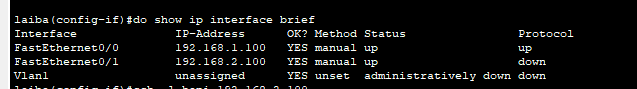 laiba(config-if)#do show ip interface brief
Interface IP-Address OK? Method Status Protocol
FastEthernet0/0 192.168.1.100 YES manual up up
FastEthernet0/1 192.168.2.100 YES manual up down
Vlan1 unassigned YES unset administratively down down